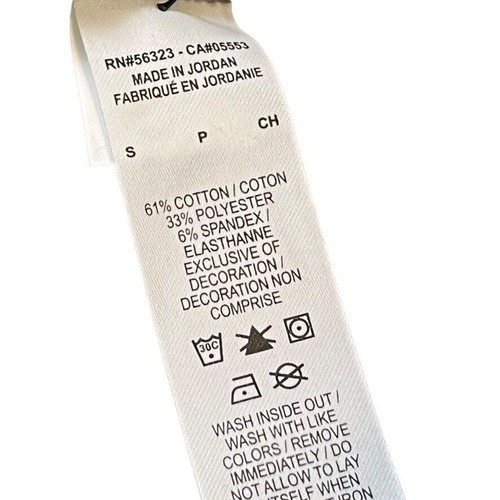 RN#56323 - CA#05553
MADE IN JORDAN
FABRIQUÉ EN JORDANIE
S P CH
61% COTTON / COTON
33% POLYESTER
6% SPANDEX /
ELASTHANNE
EXCLUSIVE OF
DECORATION /
DECORATION NON
COMPRISE
30C
WASH INSIDE OUT /
WASH WITH LIKE
COLORS / REMOVE
IMMEDIATELY / DO
NOT ALLOW TO LAY
ITSELF WHEN